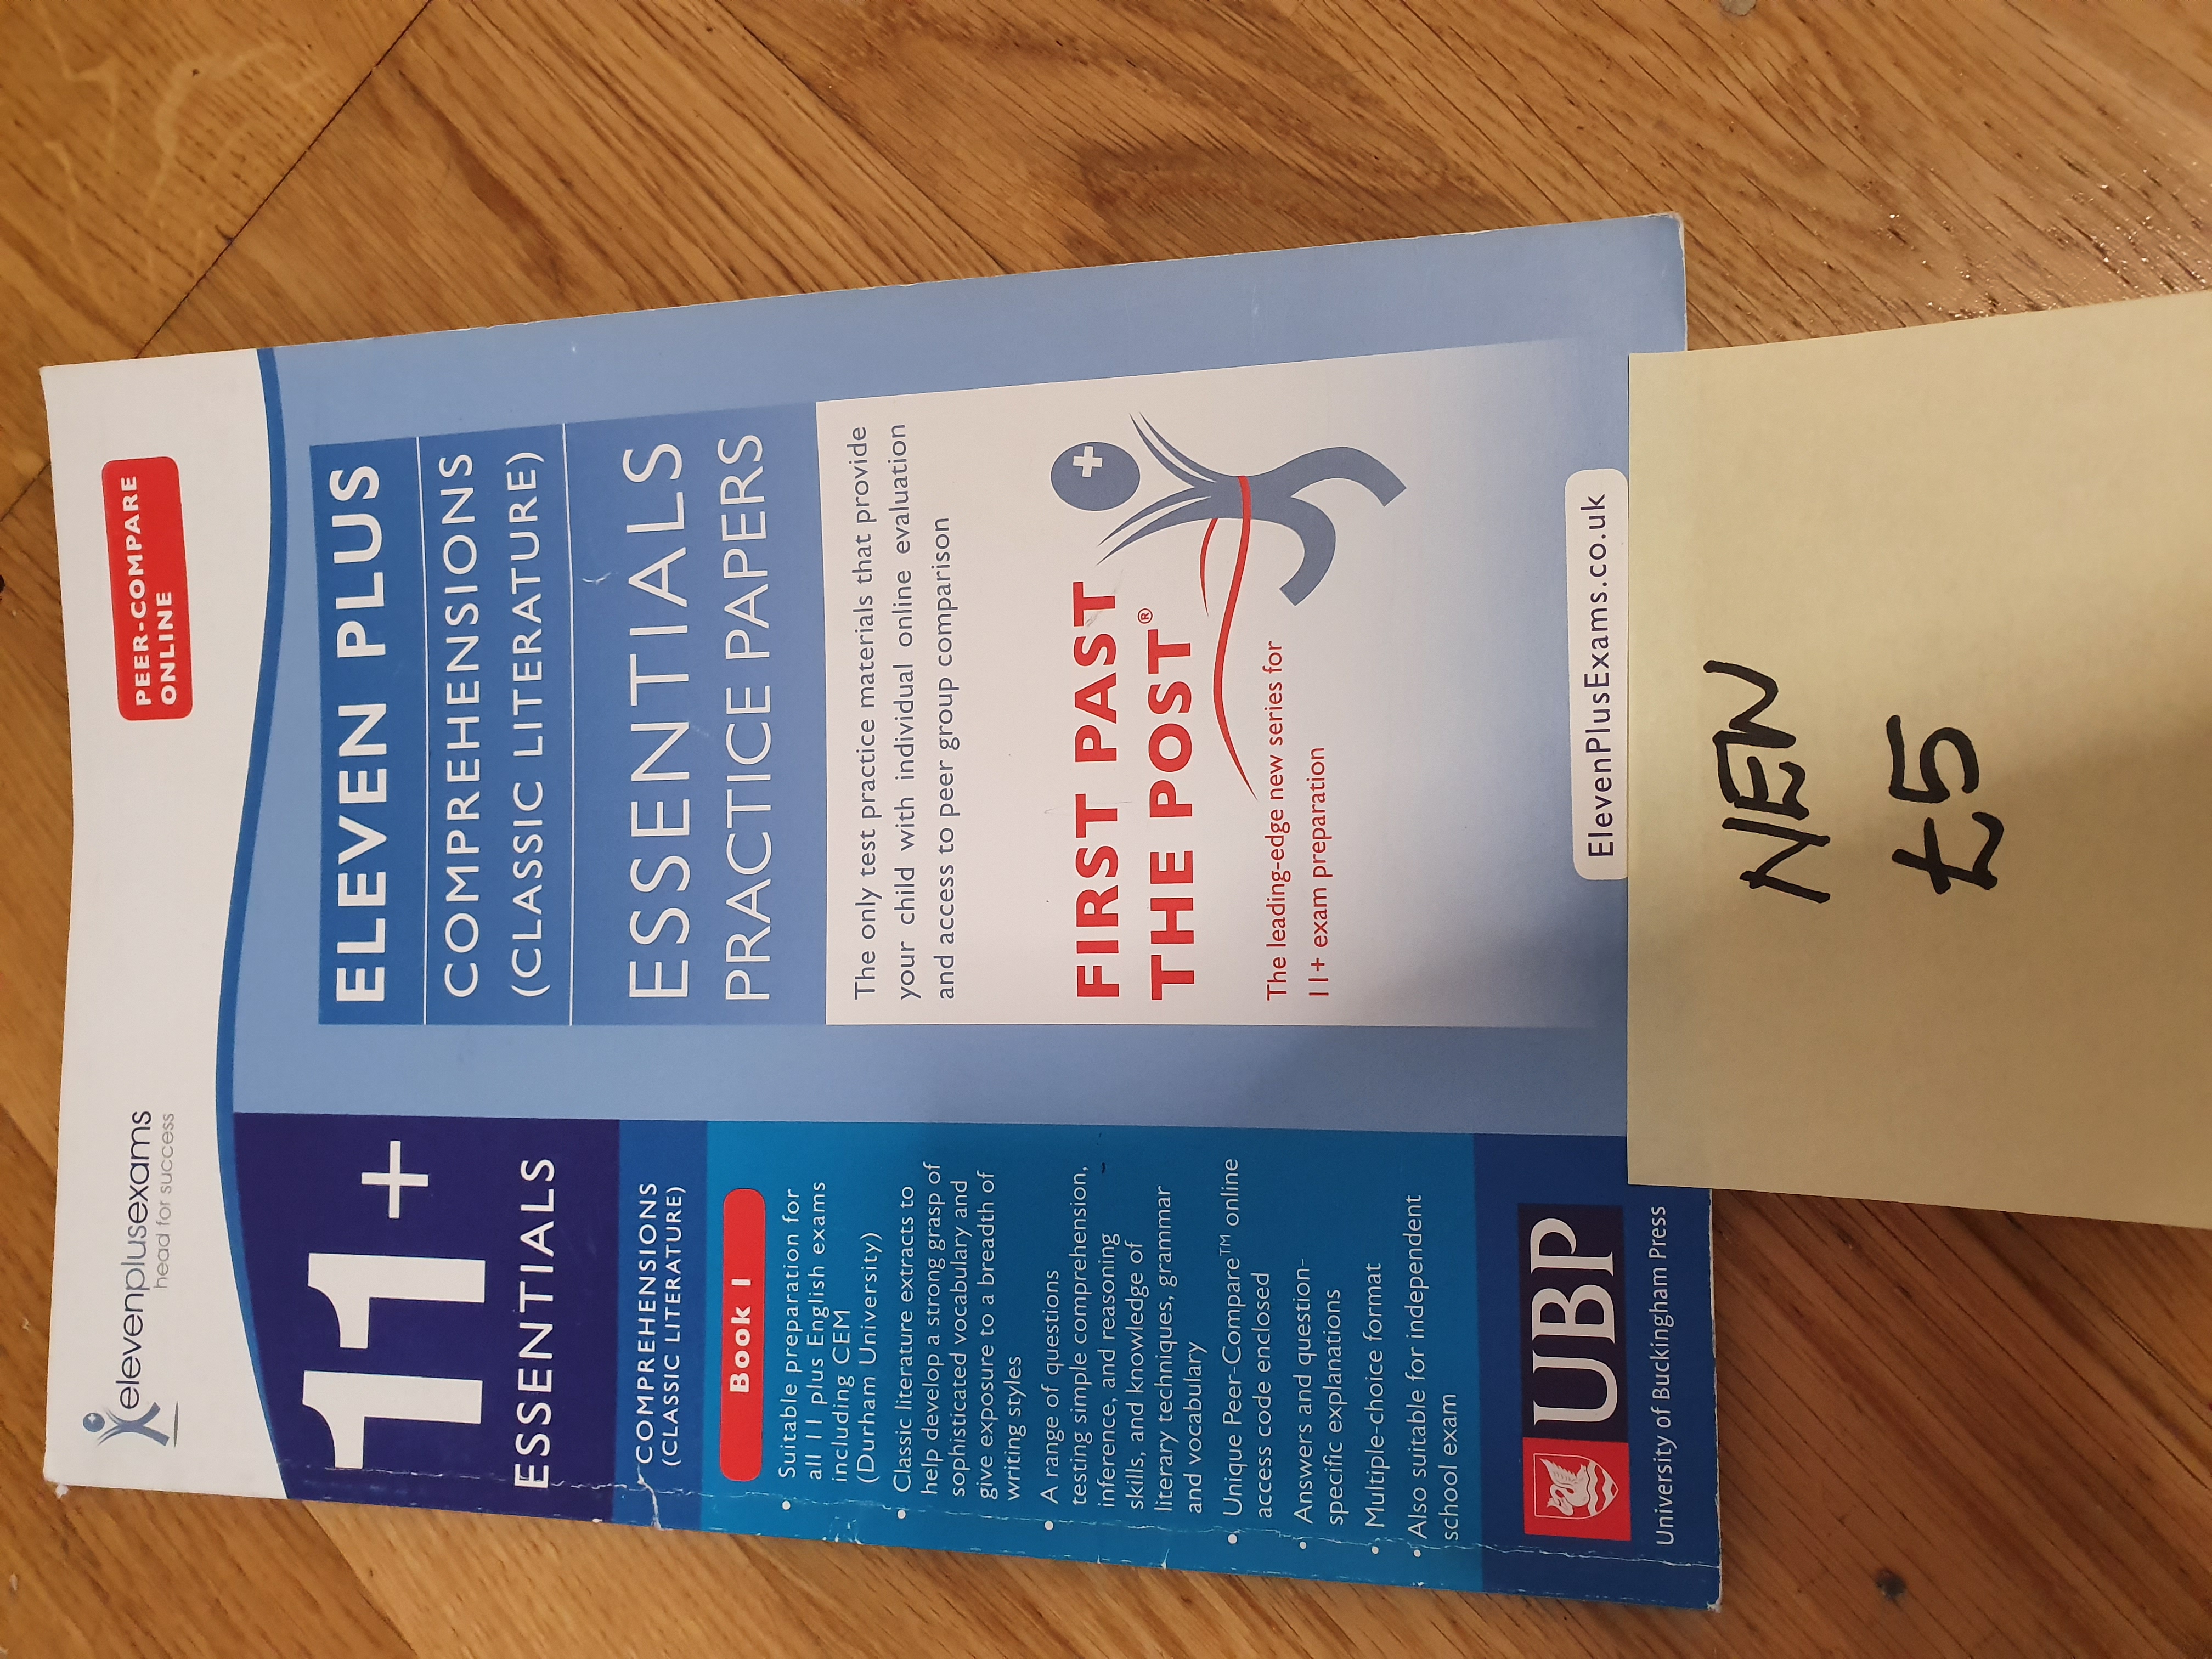 elevenplusexams
head for success
PEER-COMPARE
ONLINE
11+
ESSENTIALS
COMPREHENSIONS
(CLASSIC LITERATURE)
Book 1
• Suitable preparation for
all 11 plus English exams
including CEM
(Durham University)
• Classic literature extracts to
help develop a strong grasp of
sophisticated vocabulary and
give exposure to a breadth of
writing styles
• A range of questions
testing simple comprehension,
inference, and reasoning
skills, and knowledge of
literary techniques, grammar
and vocabulary
• Unique Peer-Compare™ online
access code enclosed
• Answers and question-
specific explanations
• Multiple-choice format
• Also suitable for independent
school exam
UBP
University of Buckingham Press
ELEVEN PLUS
COMPREHENSIONS
(CLASSIC LITERATURE)
ESSENTIALS
PRACTICE PAPERS
The only test practice materials that provide
your child with individual online evaluation
and access to peer group comparison
FIRST PAST
THE POST®
The leading-edge new series for
11+ exam preparation
ElevenPlusExams.co.uk
NEW
£5